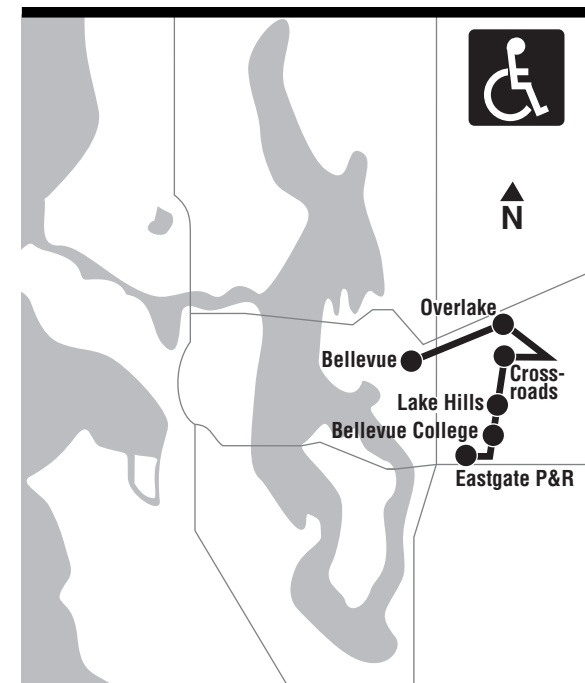 N
Overlake
Bellevue
Cross-
roads
Lake Hills
Bellevue College
Eastgate P&R